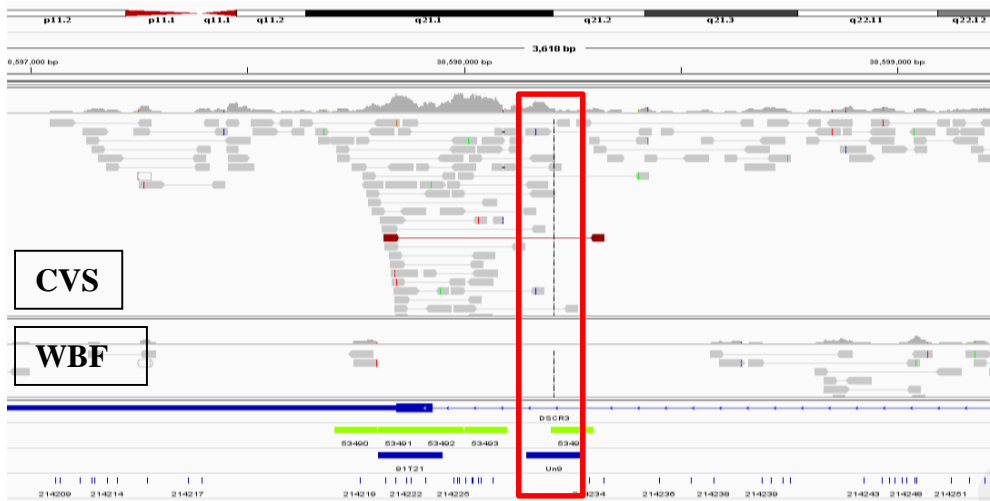 p11.2 p11.1 q11.1 q11.2 q21.1 q21.2 q21.3 q22.11 q22.12
3,618 bp
8,597,000 bp 38,598,000 bp 38,599,000 bp
CVS
WBF
DSCR3
53490 53491 53492 53493 5349
91T21 Un9
214209 214214 214217 214219 214222 214225 214234 214236 214238 214239 214243 214246 214251